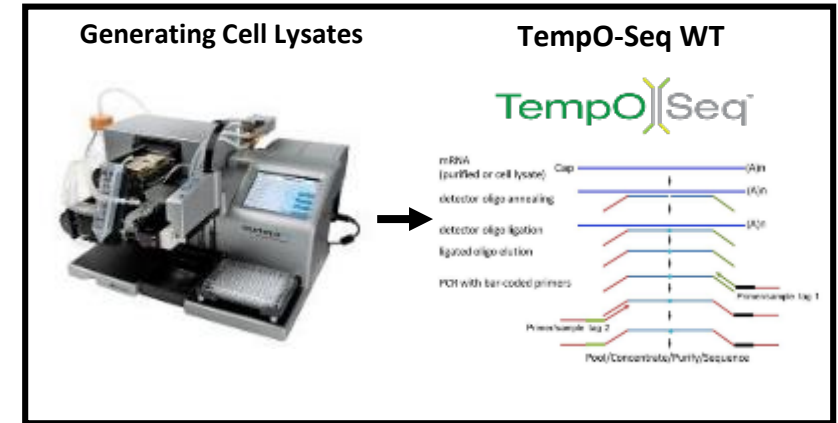 Generating Cell Lysates
TempO-Seq WT
TempO Seq™
mRNA
(purified or cell lysate)
Cap
(A)n
detector oligo annealing
(A)n
detector oligo ligation
(A)n
ligated oligo elution
PCR with bar-coded primers
Primer/sample tag 1
Primer/sample tag 2
Pool/Concentrate/Purify/Sequence